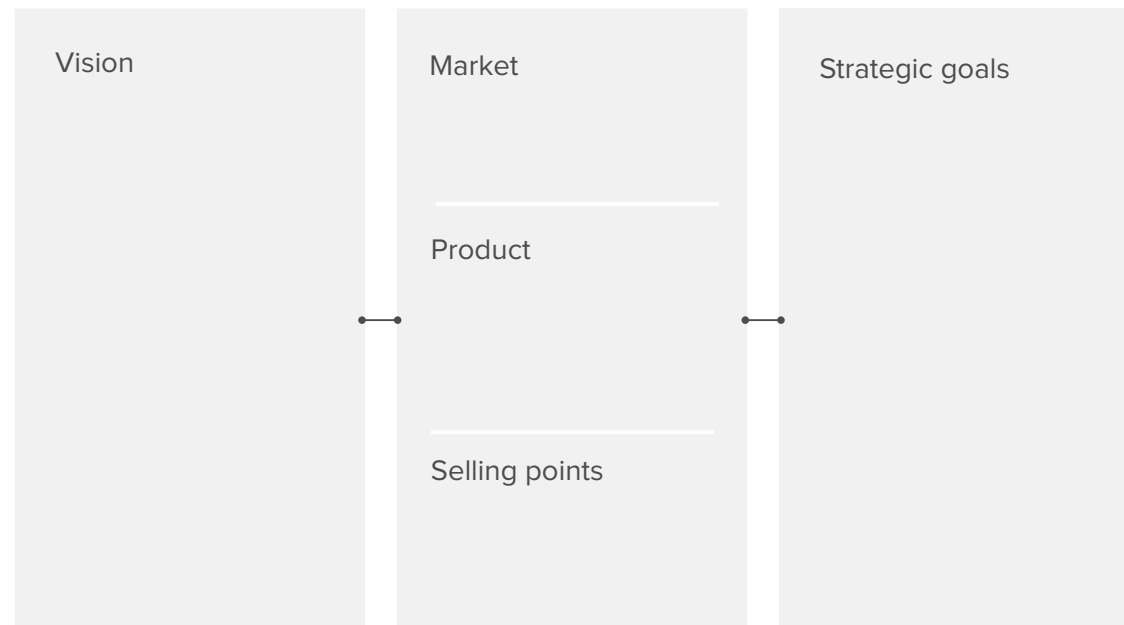 Vision
Market
Product
Selling points
Strategic goals